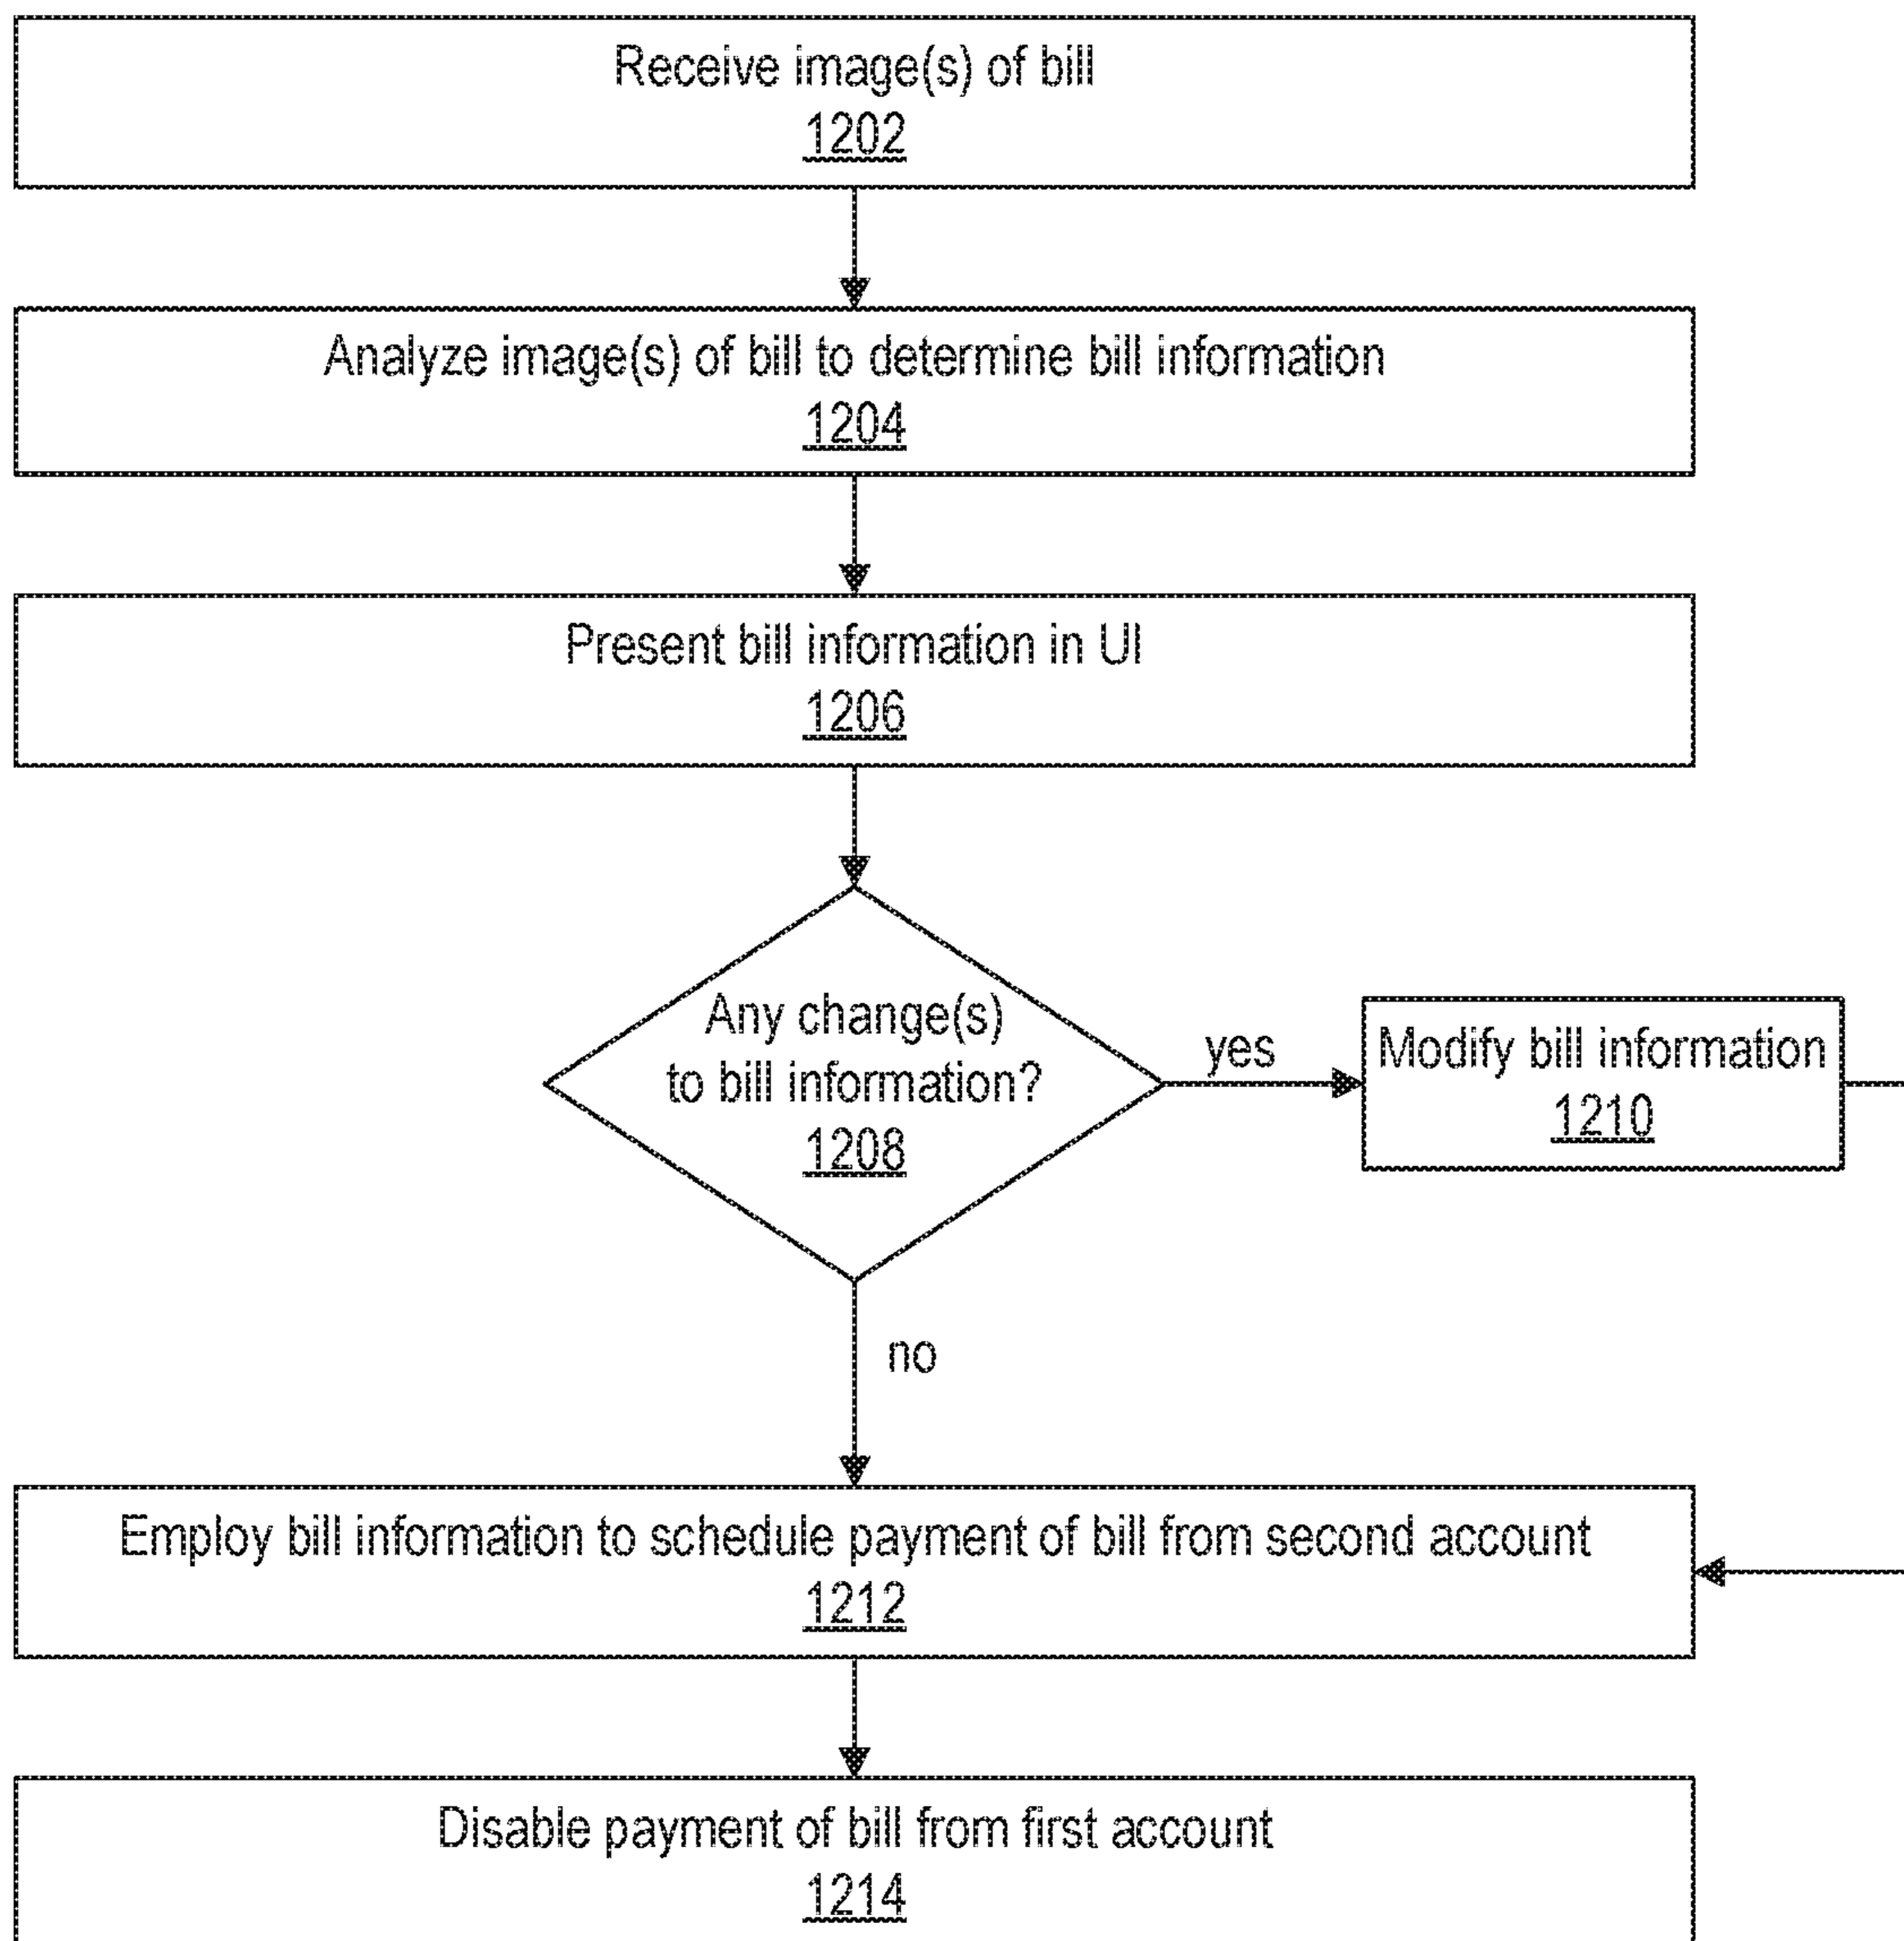 Receive image(s) of bill
1202
Analyze image(s) of bill to determine bill information
1204
Present bill information in UI
1206
Any change(s)
to bill information?
1208
yes
Modify bill information
1210
no
Employ bill information to schedule payment of bill from second account
1212
Disable payment of bill from first account
1214